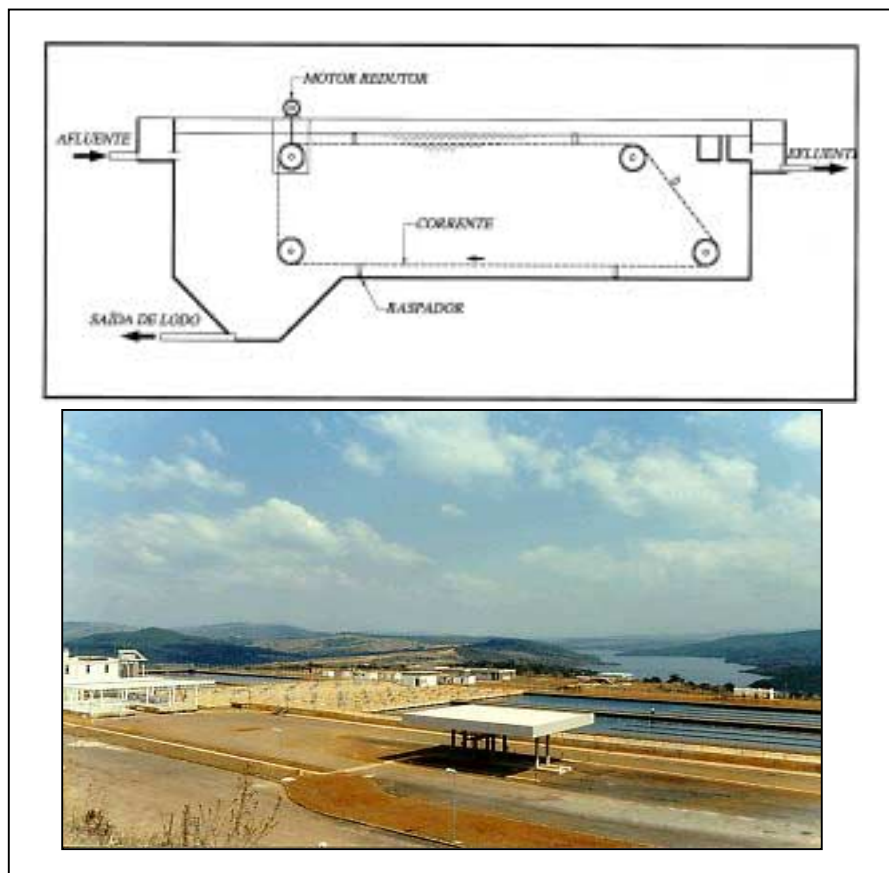 MOTOR REDUTOR
AFLUENTE
EFLUENTE
CORRENTE
RASPADOR
SAÍDA DE LODO